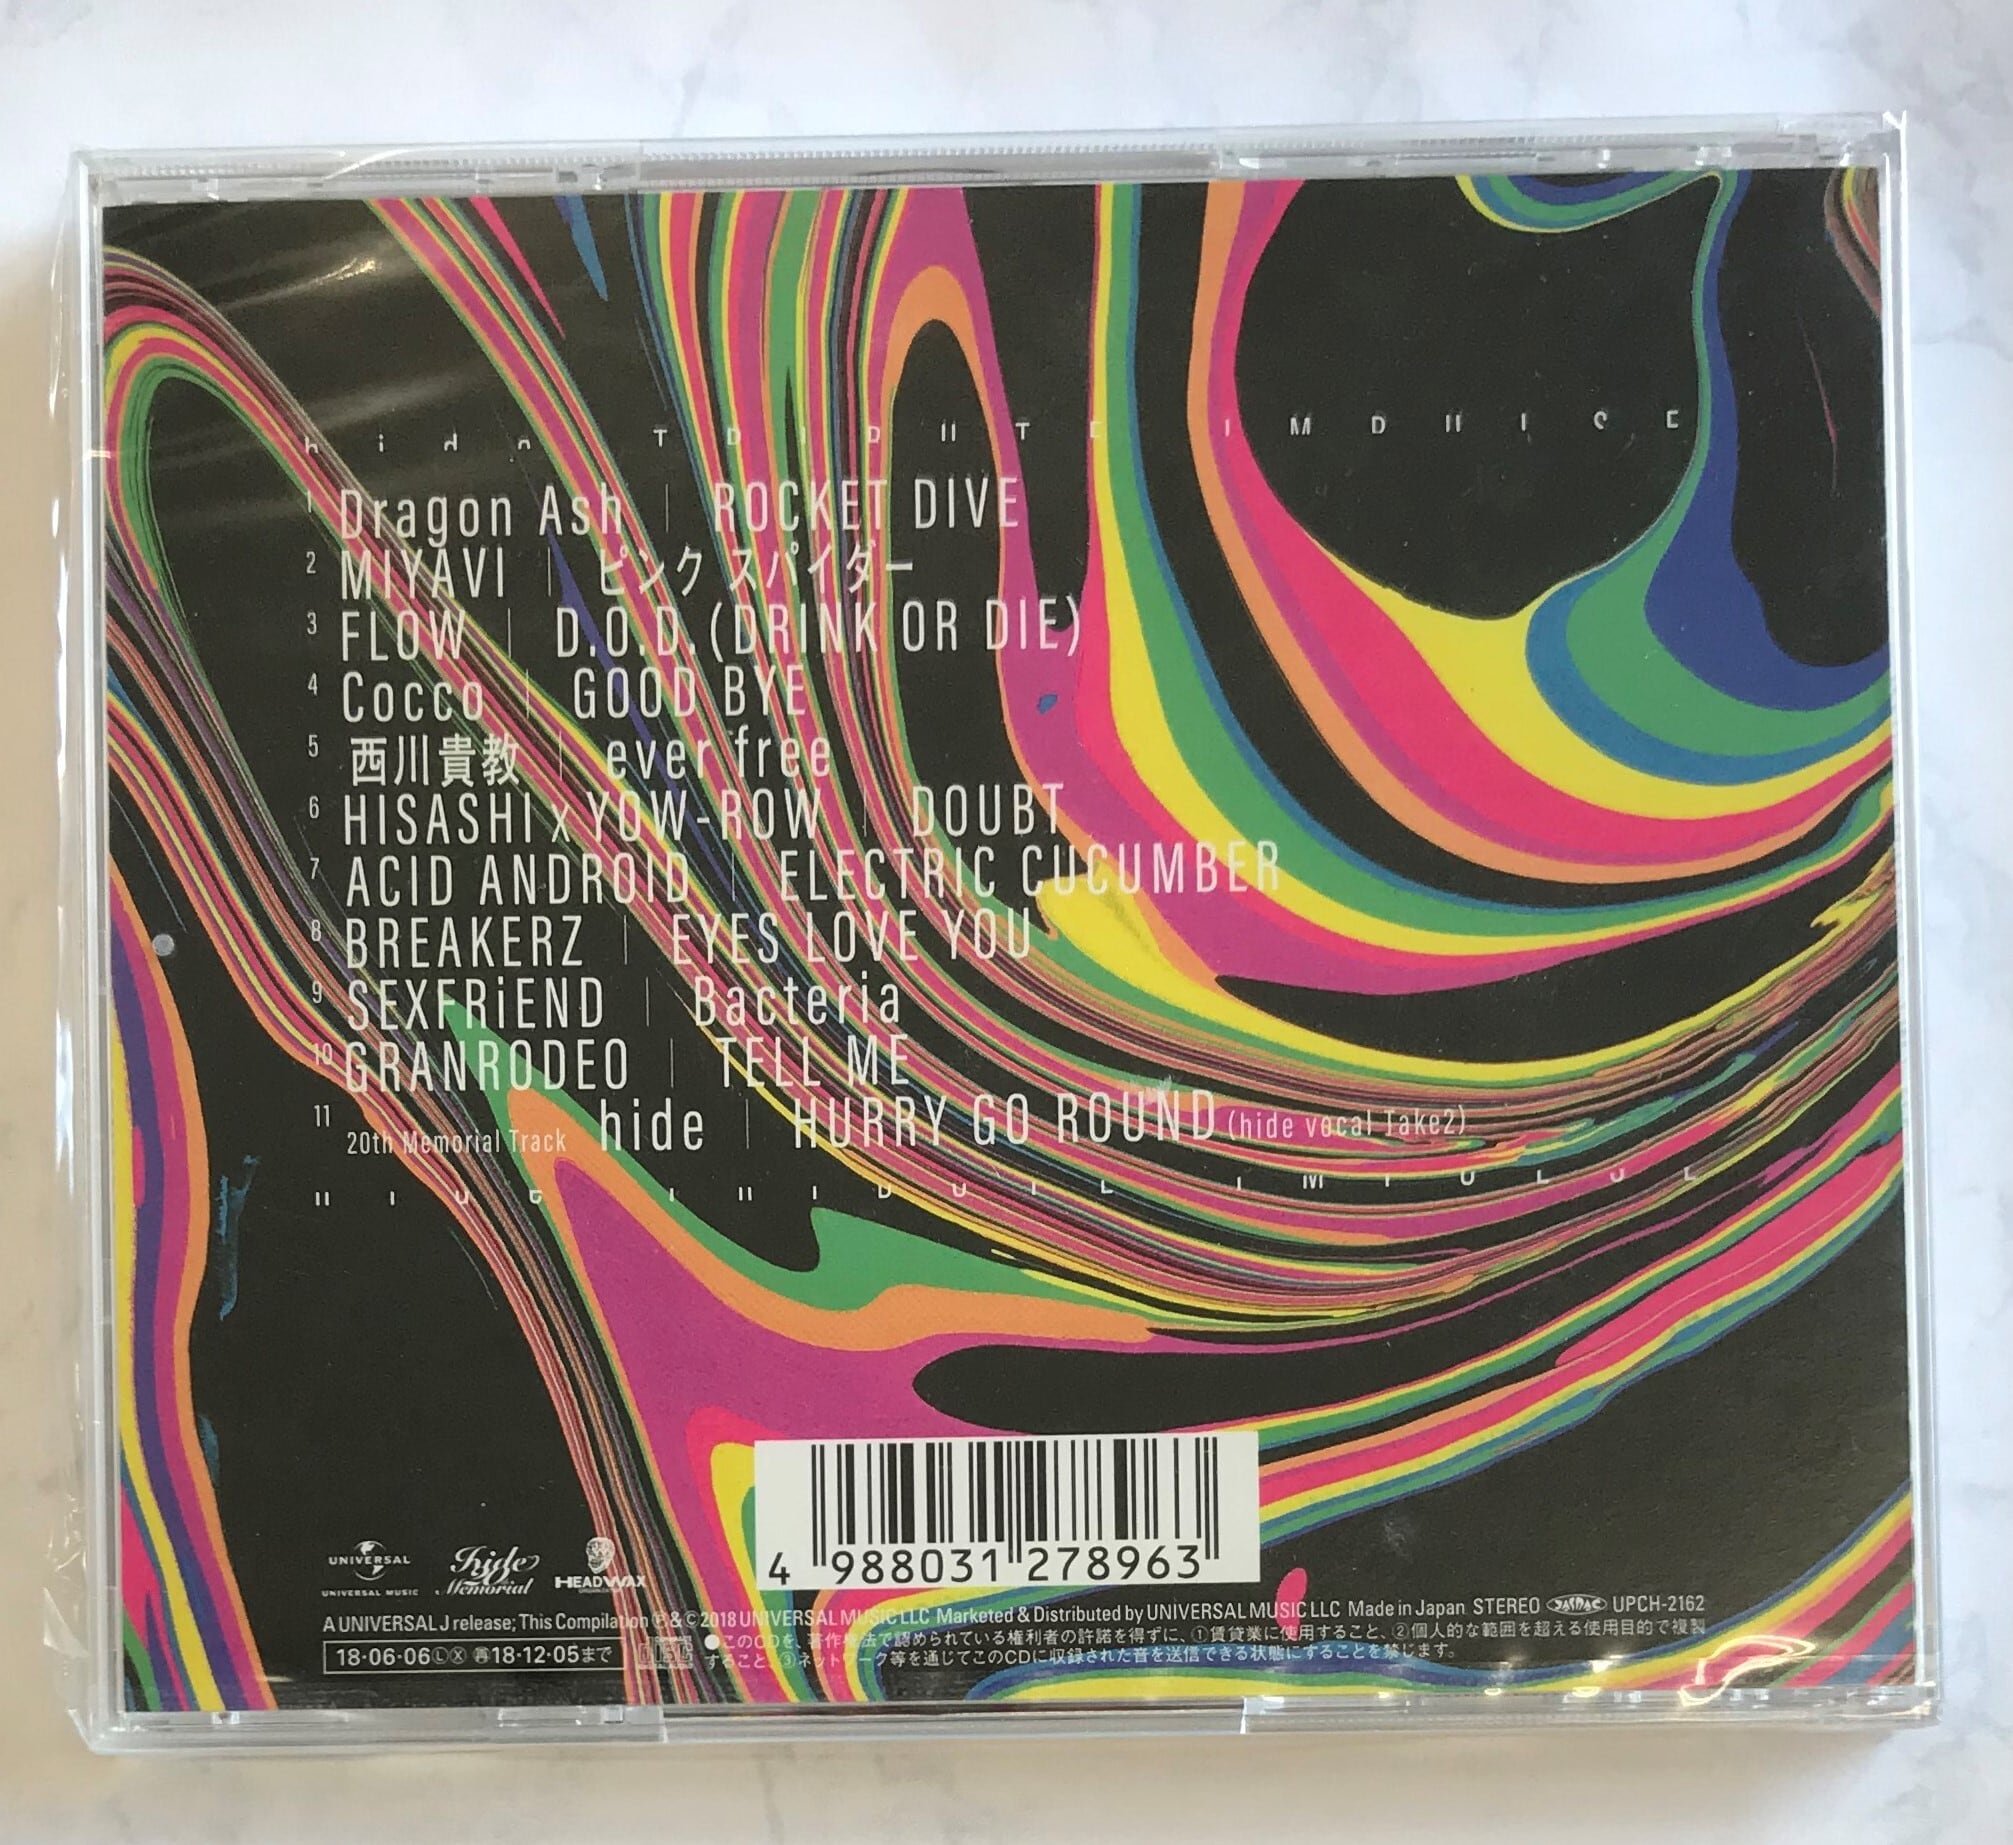 1 Dragon Ash | ROCKET DIVE
2 MIYAVI | ピンク スパイダー
3 FLOW | D.O.D.(DRINK OR DIE)
4 Cocco | GOOD BYE
5 西川貴教 | ever free
6 HISASHI x YOW-ROW | DOUBT
7 ACID ANDROID | ELECTRIC CUCUMBER
8 BREAKERZ | EYES LOVE YOU
9 SEXFRiEND | Bacteria
10 GRANRODEO | TELL ME
11 20th Memorial Track hide | HURRY GO ROUND (hide vocal Take2)
4 988031 278963
UNIVERSAL
UNIVERSAL MUSIC
hide
Memorial
HEADWAX
ORGANIZATION
A UNIVERSAL J release; This Compilation ℗ & © 2018 UNIVERSAL MUSIC LLC Marketed & Distributed by UNIVERSAL MUSIC LLC Made in Japan STEREO JASRAC UPCH-2162
18·06·06ⓁⓍ 再18·12·05まで
●このCDを、著作権法で認められている権利者の許諾を得ずに、①賃貸業に使用すること、②個人的な範囲を超える使用目的で複製
すること、③ネットワーク等を通じてこのCDに収録された音を送信できる状態にすることを禁じます。